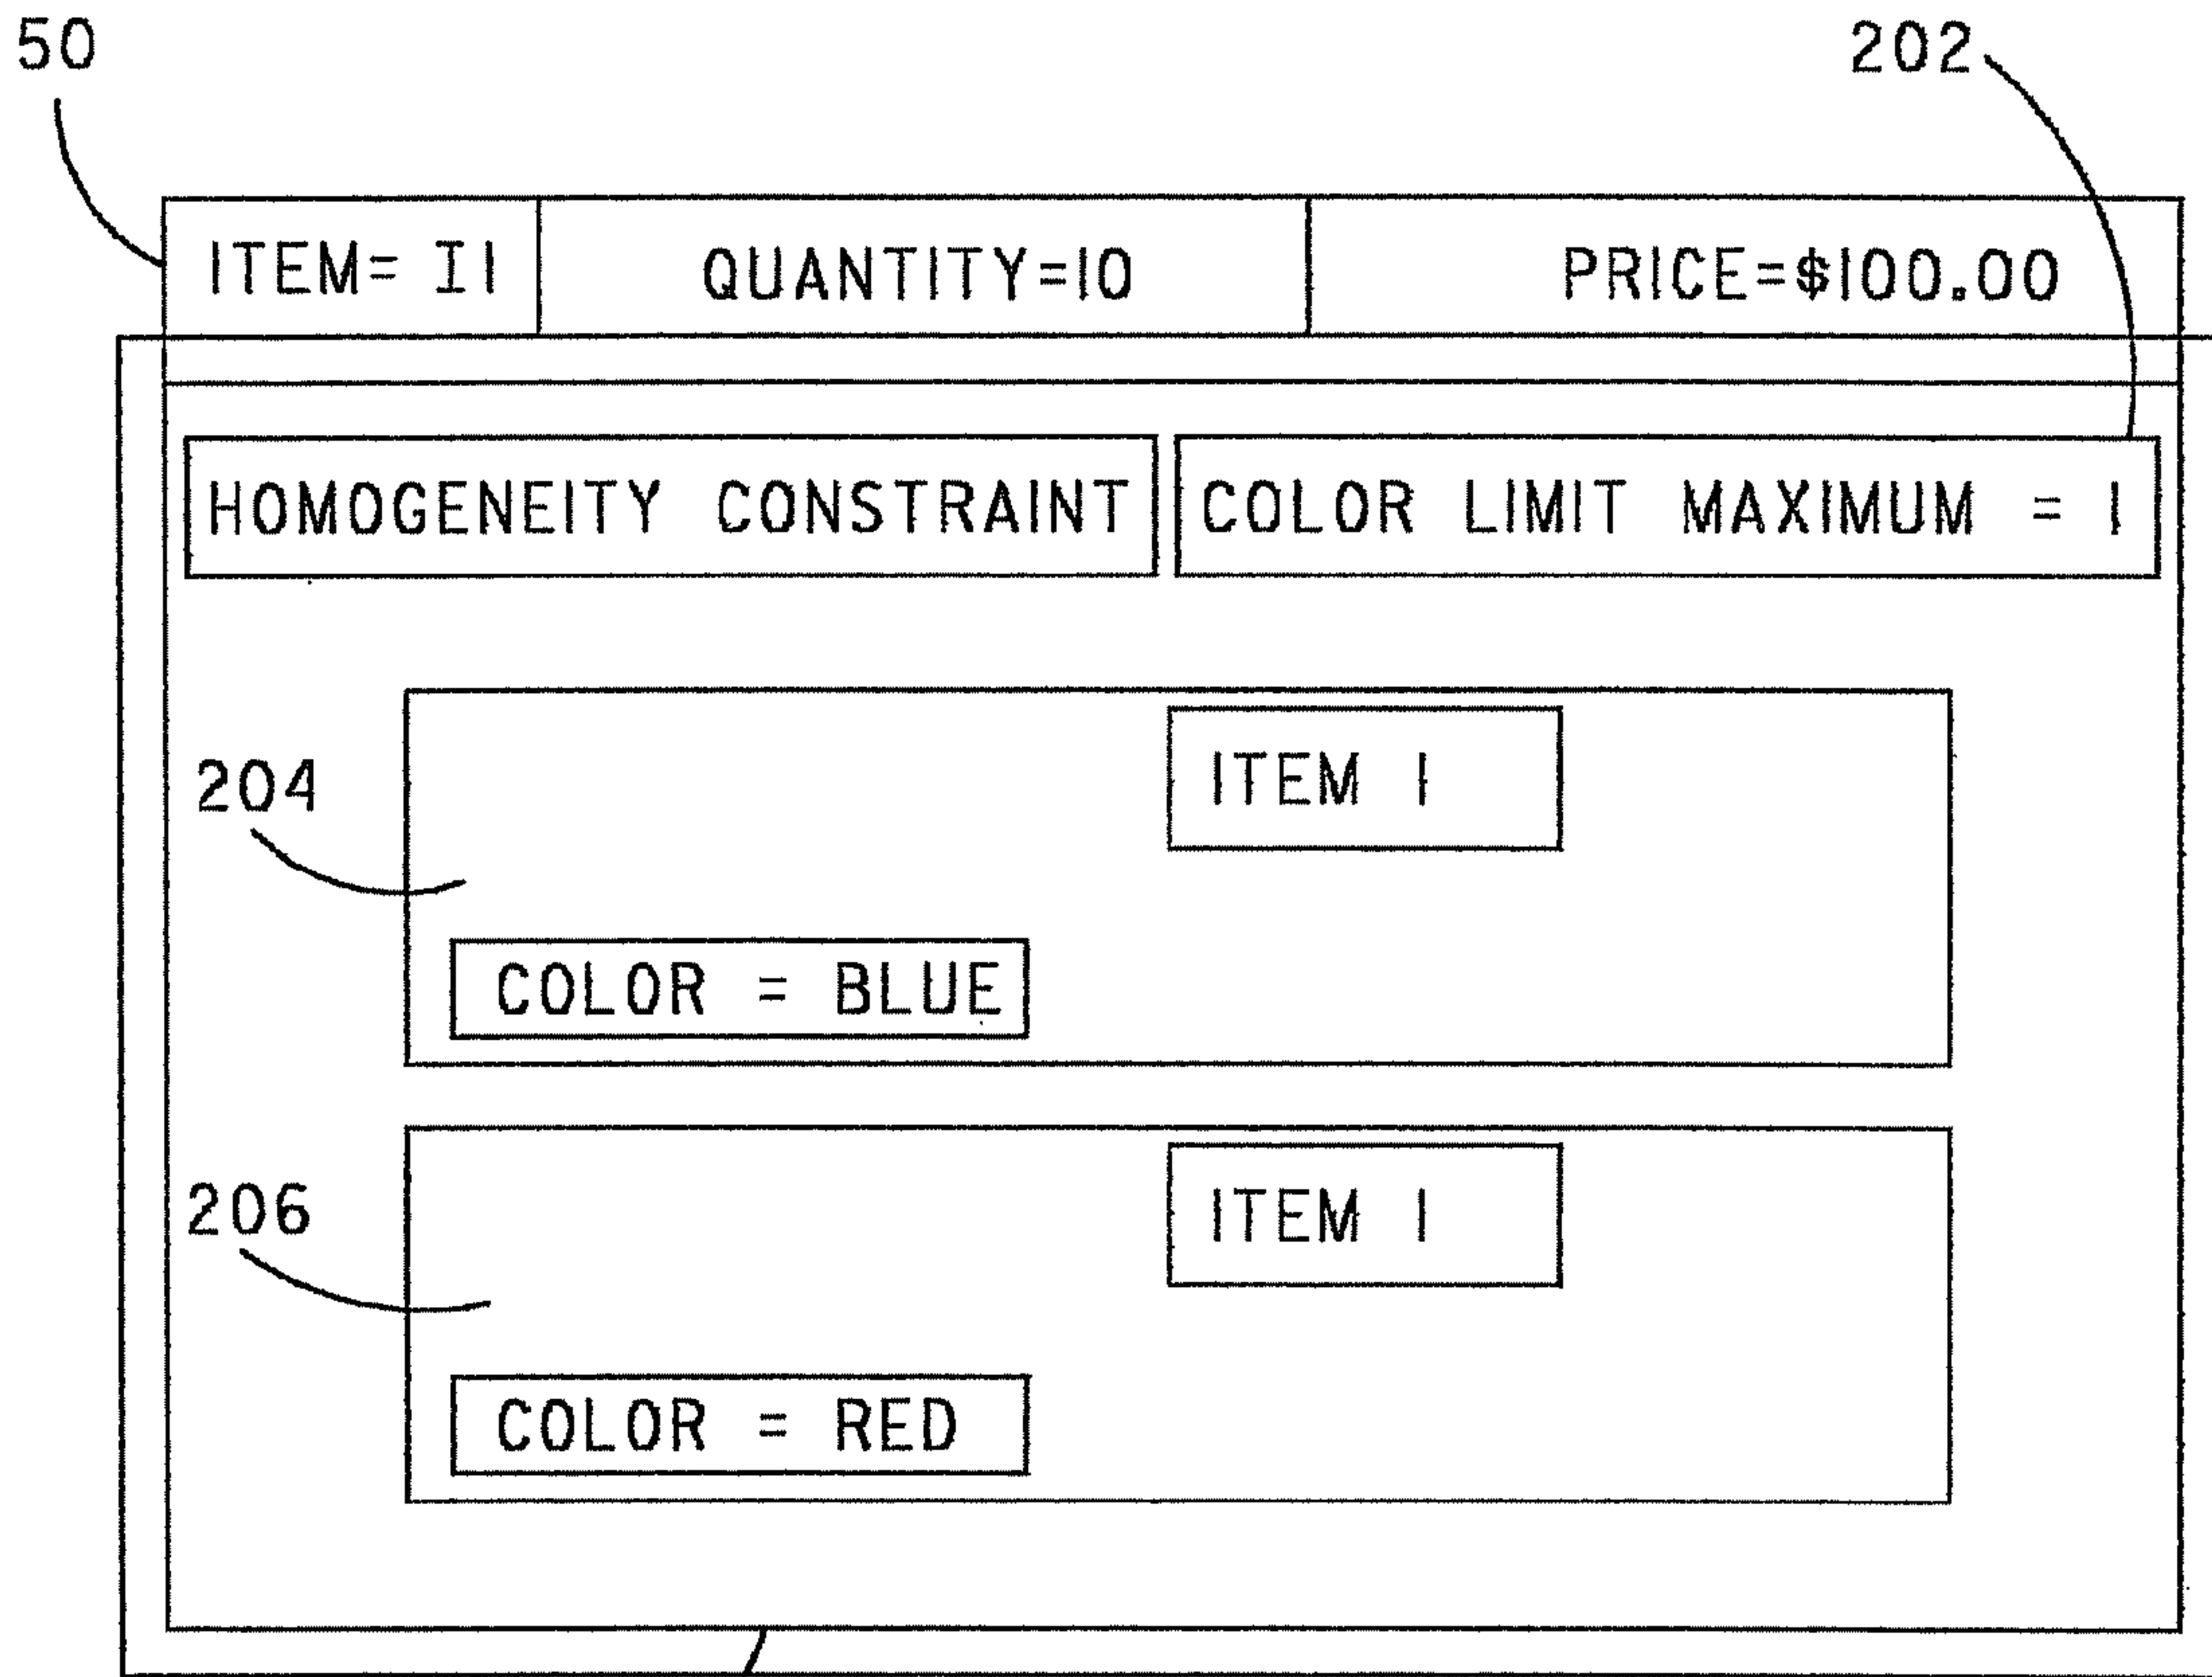 50
202
ITEM= I1 QUANTITY=10 PRICE=$100.00
HOMOGENEITY CONSTRAINT COLOR LIMIT MAXIMUM = 1
ITEM 1
204
COLOR = BLUE
ITEM 1
206
COLOR = RED